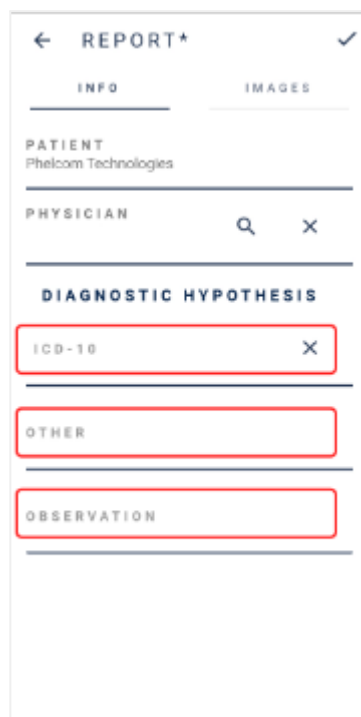 REPORT*
INFO IMAGES
PATIENT
Phelcom Technologies
PHYSICIAN
DIAGNOSTIC HYPOTHESIS
ICD-10
OTHER
OBSERVATION